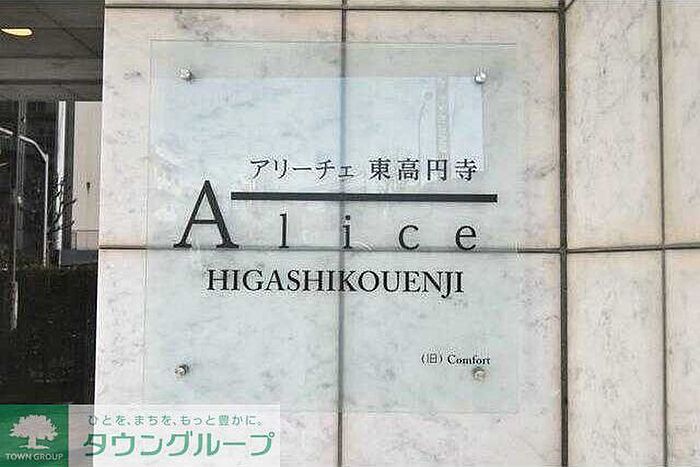 アリーチェ 東高円寺
Alice
HIGASHIKOUENJI
(旧) Comfort
ひとを、まちを、もっと豊かに。
タウングループ
TOWN GROUP